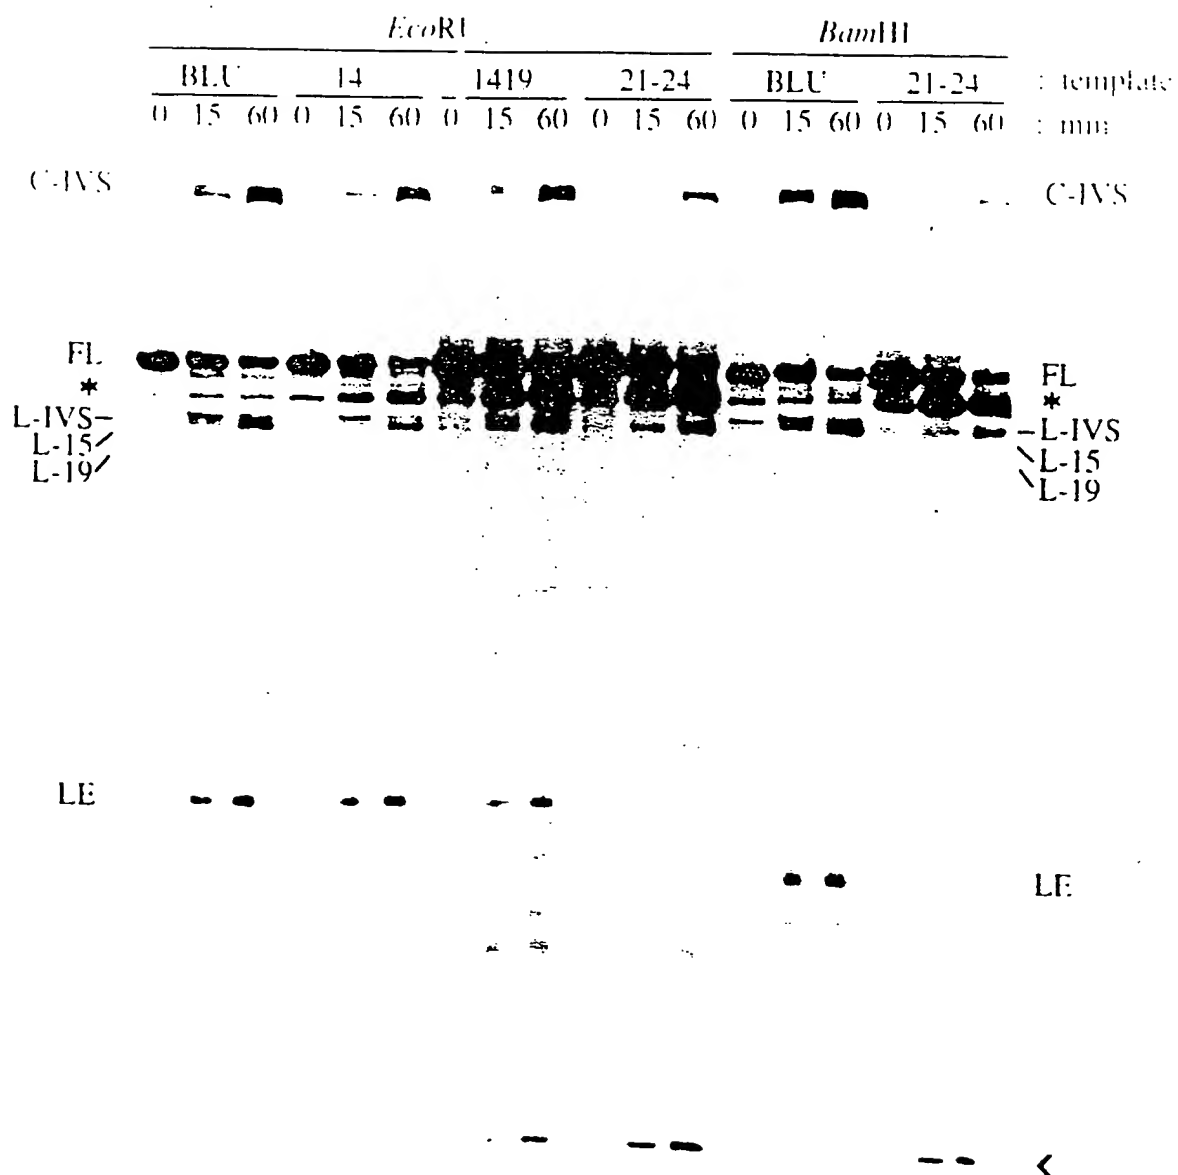 EcoRI BamHI
BLU 14 1419 21-24 BLU 21-24 : template
0 15 60 0 15 60 0 15 60 0 15 60 0 15 60 0 15 60 : min
C-IVS C-IVS
FL FL
* *
L-IVS L-IVS
L-15 L-15
L-19 L-19
LE
LE
<